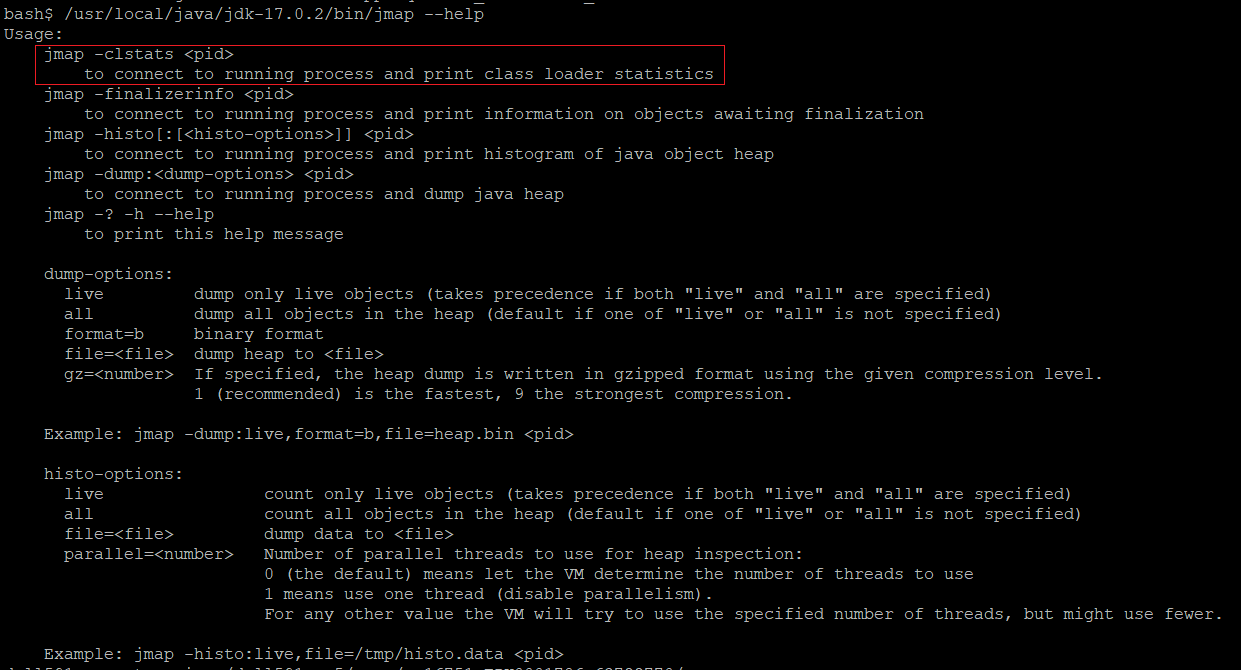 bash$ /usr/local/java/jdk-17.0.2/bin/jmap --help
Usage:
    jmap -clstats <pid>
        to connect to running process and print class loader statistics
    jmap -finalizerinfo <pid>
        to connect to running process and print information on objects awaiting finalization
    jmap -histo[:[<histo-options>]] <pid>
        to connect to running process and print histogram of java object heap
    jmap -dump:<dump-options> <pid>
        to connect to running process and dump java heap
    jmap -? -h --help
        to print this help message

    dump-options:
      live         dump only live objects (takes precedence if both "live" and "all" are specified)
      all          dump all objects in the heap (default if one of "live" or "all" is not specified)
      format=b     binary format
      file=<file>  dump heap to <file>
      gz=<number>  If specified, the heap dump is written in gzipped format using the given compression level.
                   1 (recommended) is the fastest, 9 the strongest compression.

    Example: jmap -dump:live,format=b,file=heap.bin <pid>

    histo-options:
      live                count only live objects (takes precedence if both "live" and "all" are specified)
      all                 count all objects in the heap (default if one of "live" or "all" is not specified)
      file=<file>         dump data to <file>
      parallel=<number>   Number of parallel threads to use for heap inspection:
                          0 (the default) means let the VM determine the number of threads to use
                          1 means use one thread (disable parallelism).
                          For any other value the VM will try to use the specified number of threads, but might use fewer.

    Example: jmap -histo:live,file=/tmp/histo.data <pid>